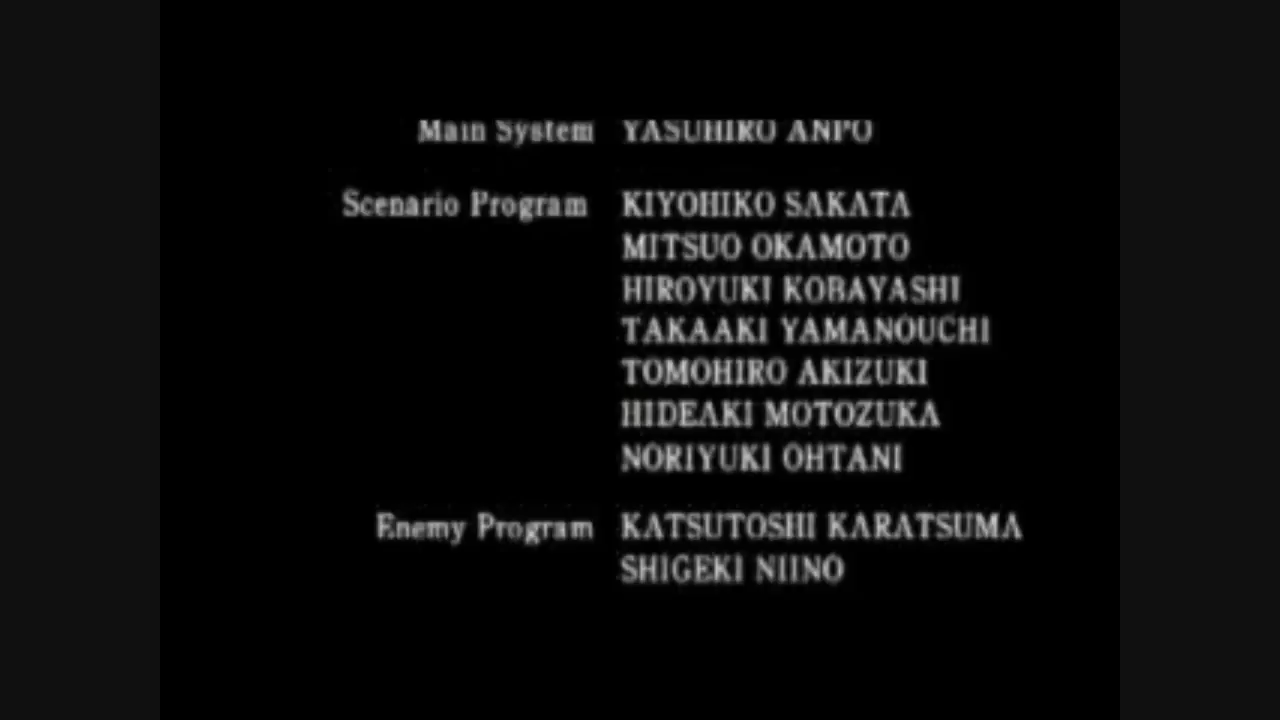 Main System YASUHIRO ANPO
Scenario Program KIYOHIKO SAKATA
MITSUO OKAMOTO
HIROYUKI KOBAYASHI
TAKAAKI YAMANOUCHI
TOMOHIRO AKIZUKI
HIDEAKI MOTOZUKA
NORIYUKI OHTANI
Enemy Program KATSUTOSHI KARATSUMA
SHIGEKI NIINO